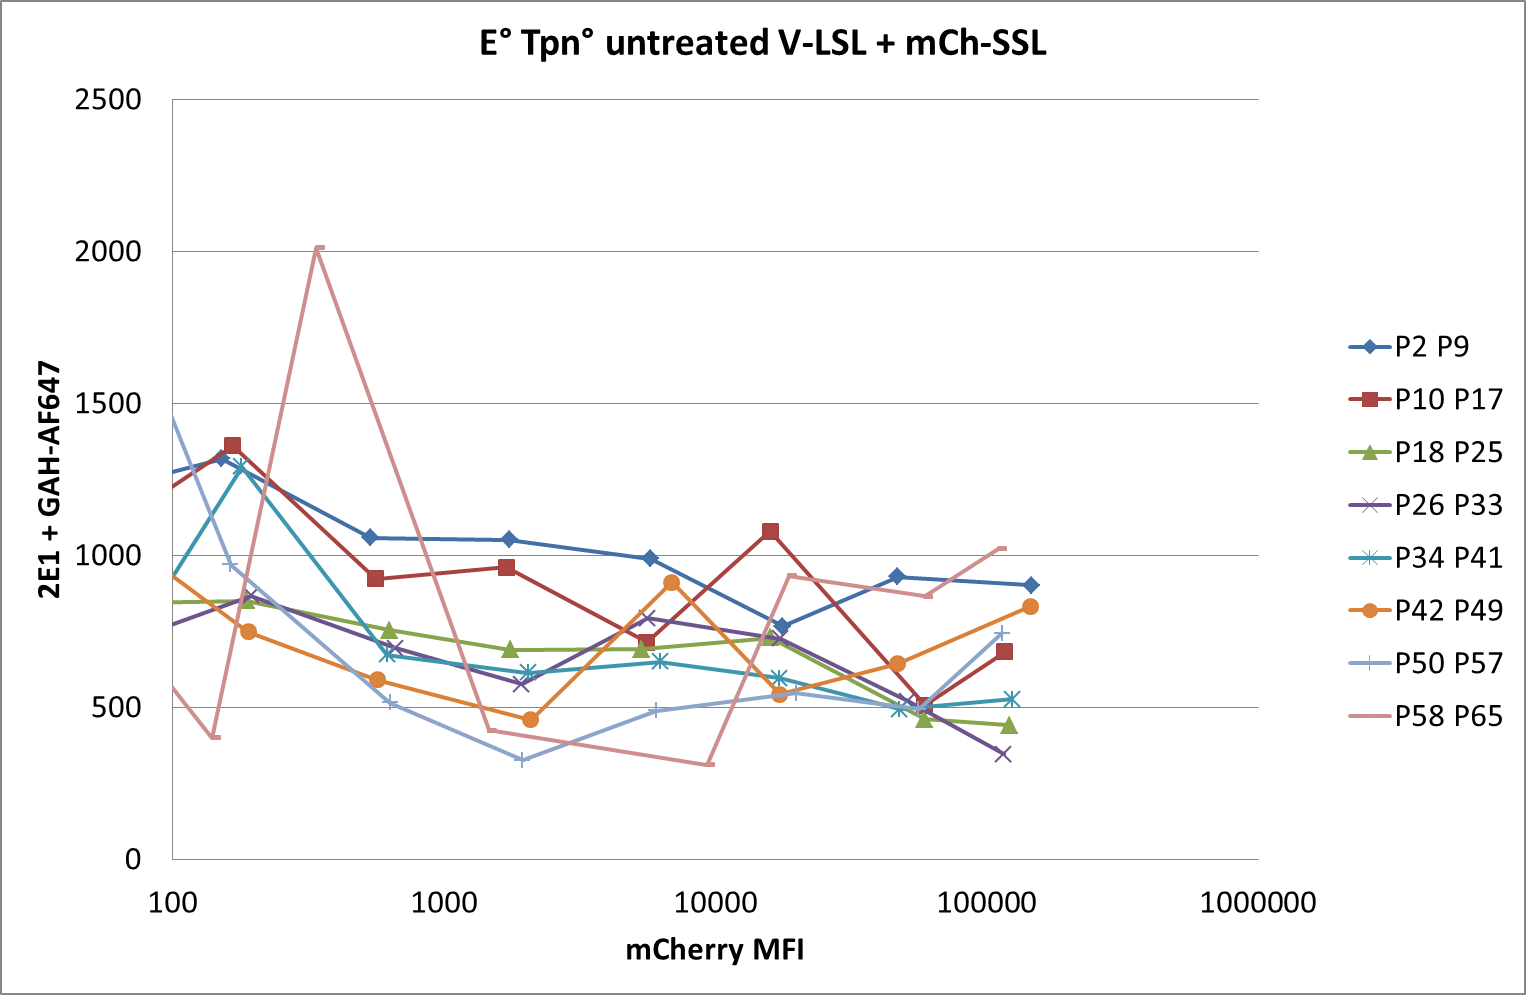 E° Tpn° untreated V-LSL + mCh-SSL
2500
2000
1500
1000
500
0
2E1 + GAH-AF647
100
1000
10000
100000
1000000
mCherry MFI
P2 P9
P10 P17
P18 P25
P26 P33
P34 P41
P42 P49
P50 P57
P58 P65